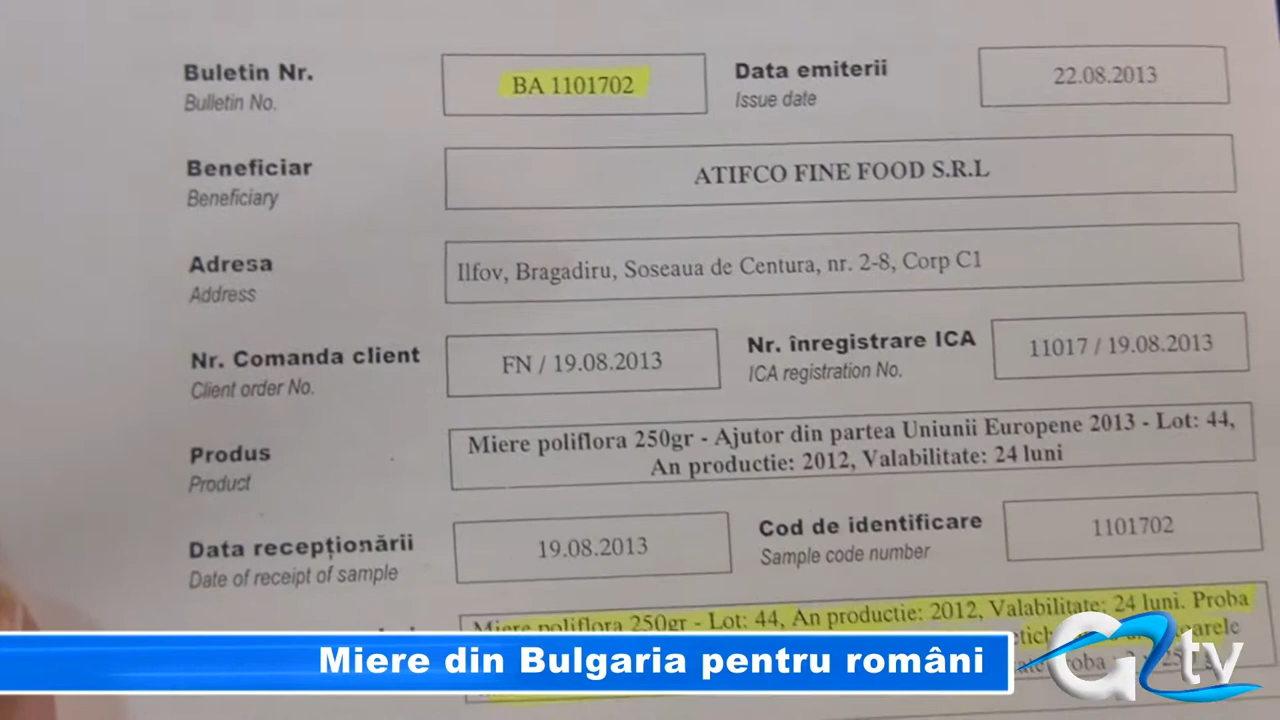 Buletin Nr.
Bulletin No.
BA 1101702
Data emiterii
Issue date
22.08.2013
Beneficiar
Beneficiary
ATIFCO FINE FOOD S.R.L
Adresa
Address
Ilfov, Bragadiru, Soseaua de Centura, nr. 2-8, Corp C1
Nr. Comanda client
Client order No.
FN / 19.08.2013
Nr. înregistrare ICA
ICA registration No.
11017 / 19.08.2013
Produs
Product
Miere poliflora 250gr - Ajutor din partea Uniunii Europene 2013 - Lot: 44,
An productie: 2012, Valabilitate: 24 luni
Data recepționării
Date of receipt of sample
19.08.2013
Cod de identificare
Sample code number
1101702
Miere poliflora 250gr - Lot: 44, An productie: 2012, Valabilitate: 24 luni. Proba
Miere din Bulgaria pentru români
G2tv